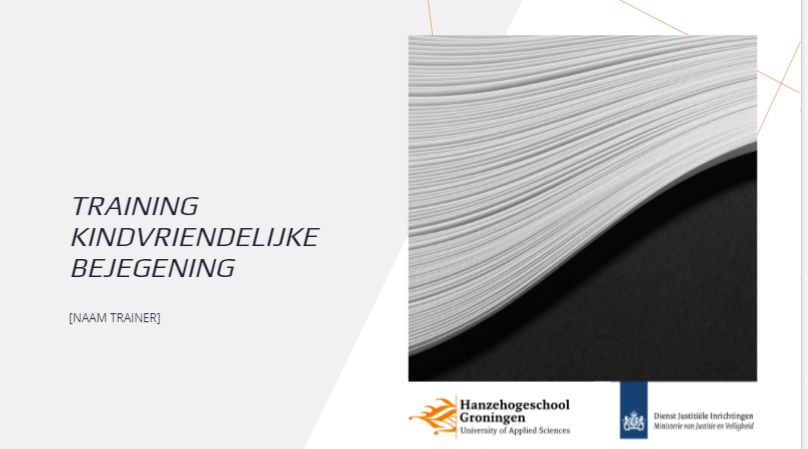 TRAINING
KINDVRIENDELIJKE
BEJEGENING
[NAAM TRAINER]
Hanzehogeschool
Groningen
University of Applied Sciences
Dienst Justitiële Inrichtingen
Ministerie van Justitie en Veiligheid